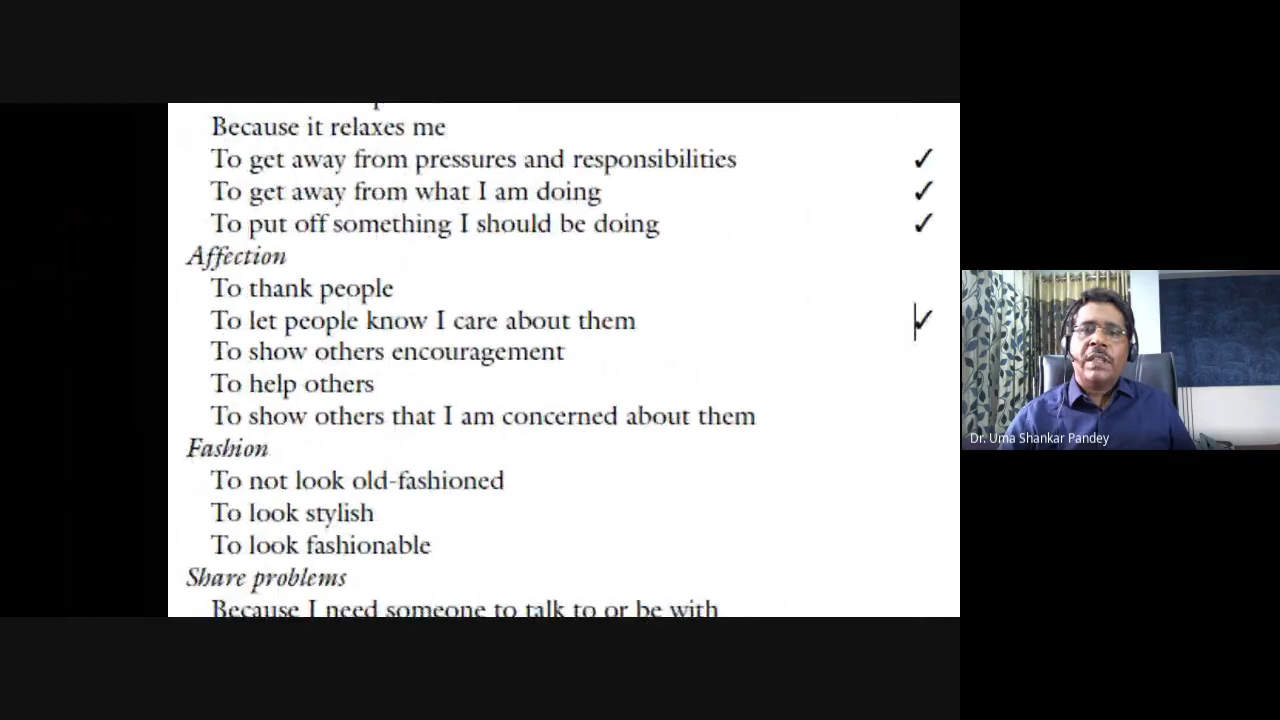 Because it relaxes me
To get away from pressures and responsibilities ✓
To get away from what I am doing ✓
To put off something I should be doing ✓
Affection
To thank people
To let people know I care about them ✓
To show others encouragement
To help others
To show others that I am concerned about them
Fashion
To not look old-fashioned
To look stylish
To look fashionable
Share problems
Because I need someone to talk to or be with
Dr. Uma Shankar Pandey